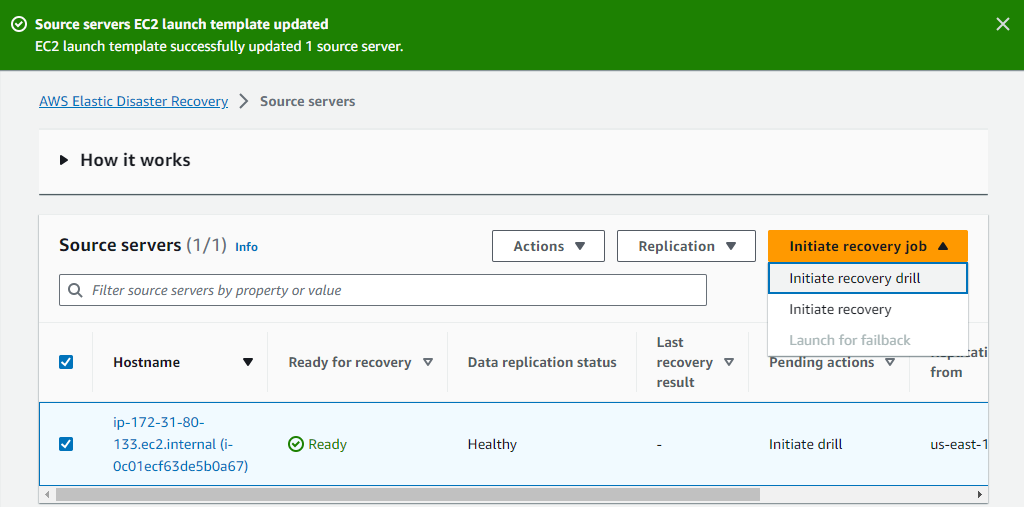 Source servers EC2 launch template updated
EC2 launch template successfully updated 1 source server.
AWS Elastic Disaster Recovery > Source servers
How it works
Source servers (1/1) Info
Actions
Replication
Initiate recovery job
Initiate recovery drill
Initiate recovery
Launch for failback
Filter source servers by property or value
Hostname
Ready for recovery
Data replication status
Last
recovery
result
Pending actions
from
ip-172-31-80-
133.ec2.internal (i-
0c01ecf63de5b0a67)
Ready
Healthy
-
Initiate drill
us-east-1